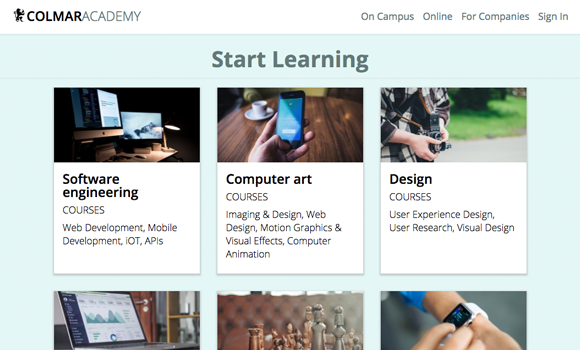 COLMARACADEMY
On Campus Online For Companies Sign In
Start Learning
Software
engineering
COURSES
Web Development, Mobile
Development, iOT, APIs
Computer art
COURSES
Imaging & Design, Web
Design, Motion Graphics &
Visual Effects, Computer
Animation
Design
COURSES
User Experience Design,
User Research, Visual Design